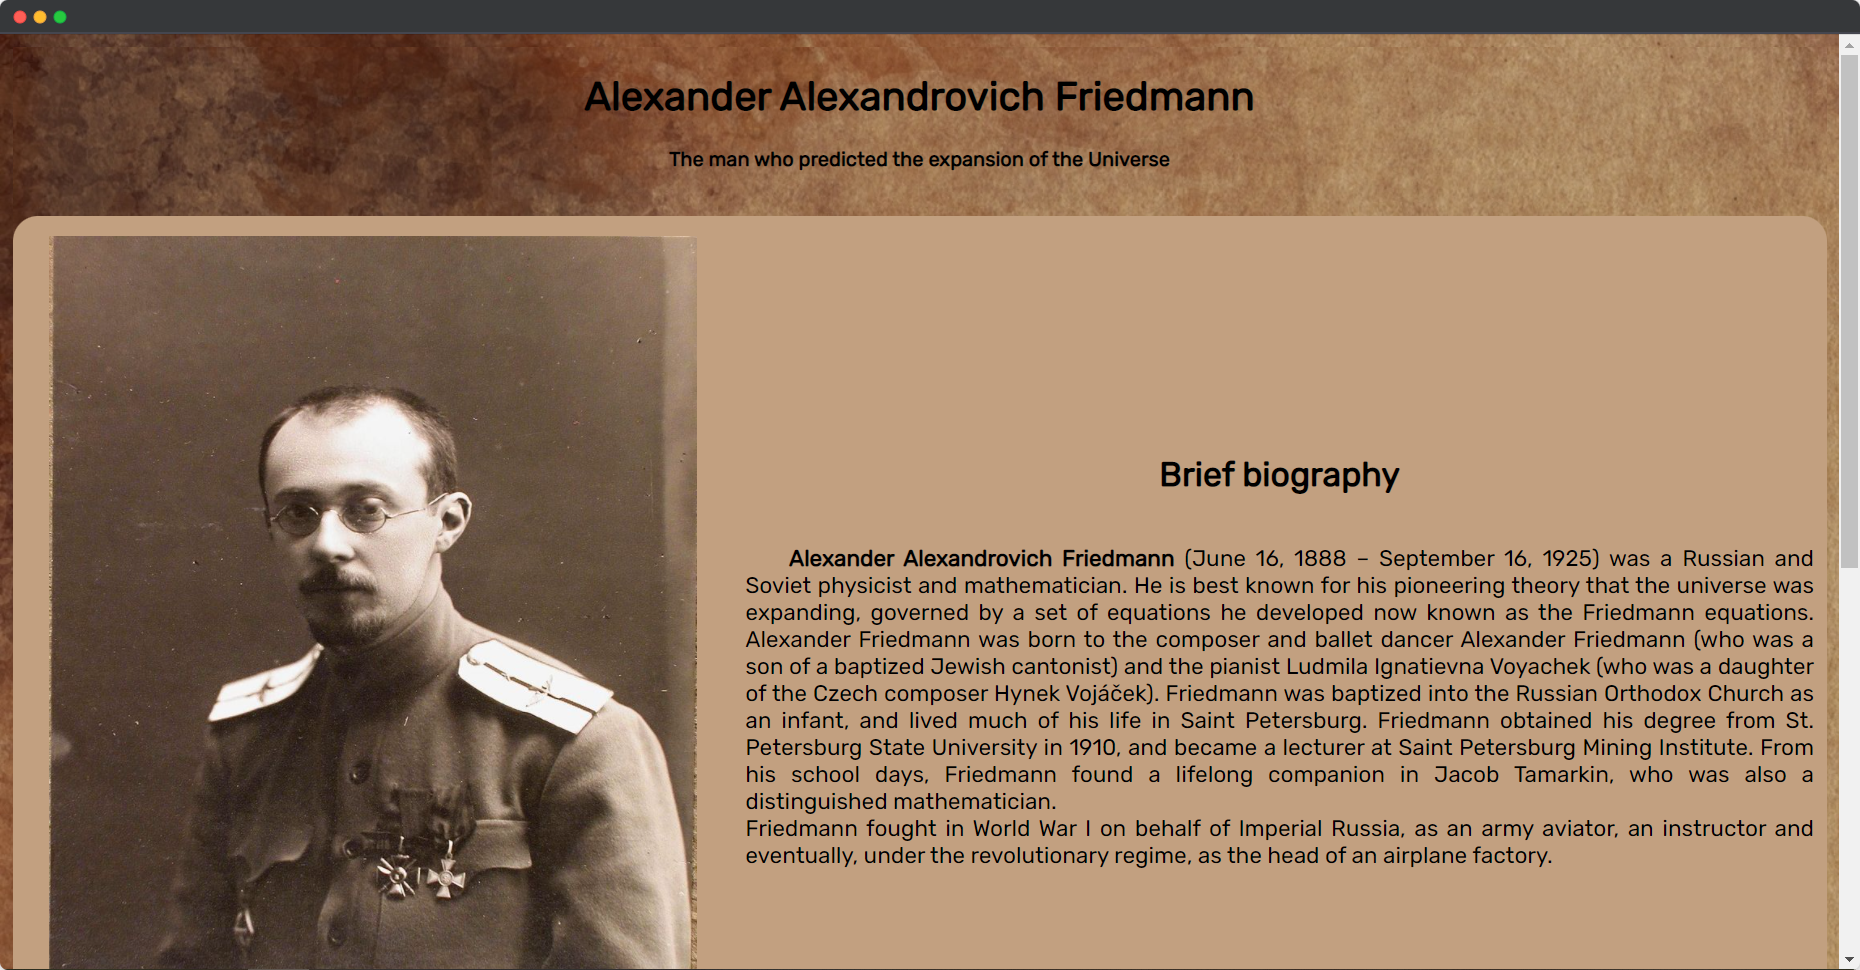 Alexander Alexandrovich Friedmann
The man who predicted the expansion of the Universe
Brief biography
Alexander Alexandrovich Friedmann (June 16, 1888 – September 16, 1925) was a Russian and
Soviet physicist and mathematician. He is best known for his pioneering theory that the universe was
expanding, governed by a set of equations he developed now known as the Friedmann equations.
Alexander Friedmann was born to the composer and ballet dancer Alexander Friedmann (who was a
son of a baptized Jewish cantonist) and the pianist Ludmila Ignatievna Voyachek (who was a daughter
of the Czech composer Hynek Vojáček). Friedmann was baptized into the Russian Orthodox Church as
an infant, and lived much of his life in Saint Petersburg. Friedmann obtained his degree from St.
Petersburg State University in 1910, and became a lecturer at Saint Petersburg Mining Institute. From
his school days, Friedmann found a lifelong companion in Jacob Tamarkin, who was also a
distinguished mathematician.
Friedmann fought in World War I on behalf of Imperial Russia, as an army aviator, an instructor and
eventually, under the revolutionary regime, as the head of an airplane factory.